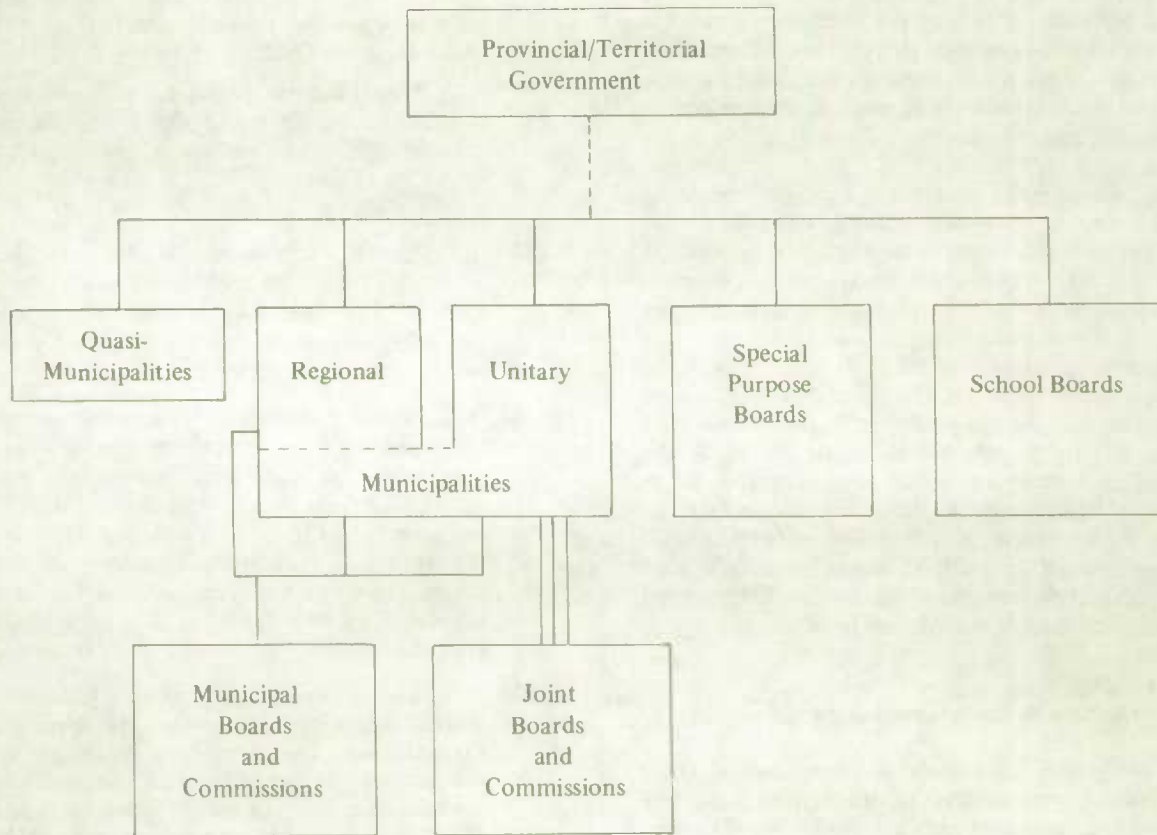 Provincial/Territorial
Government
Quasi-
Municipalities
Regional
Unitary
Special
Purpose
Boards
School Boards
Municipalities
Municipal
Boards
and
Commissions
Joint
Boards
and
Commissions